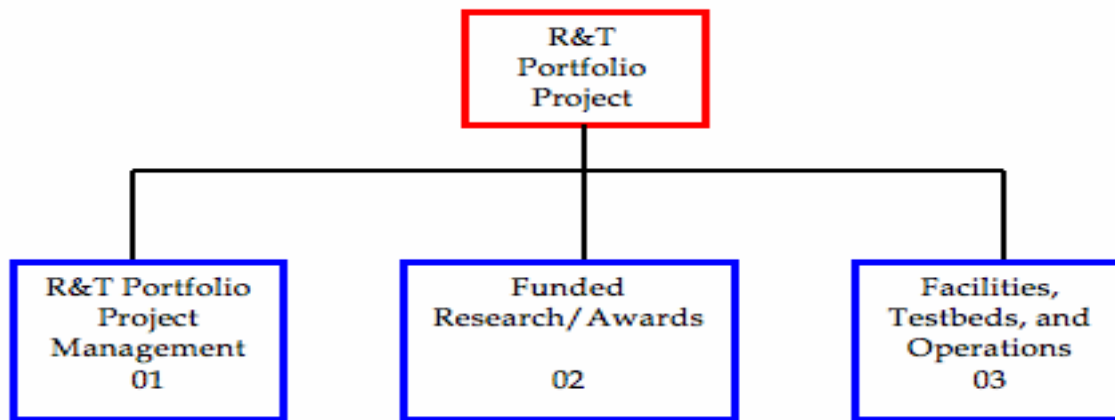 R&T
Portfolio
Project
R&T Portfolio
Project
Management
01
Funded
Research/Awards
02
Facilities,
Testbeds, and
Operations
03